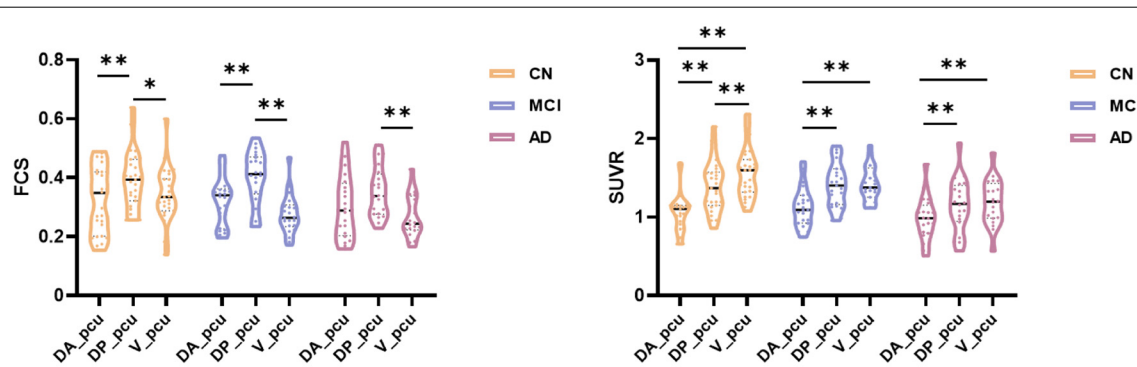 0.8
0.6
0.4
0.2
0
FCS
**
*
**
**
**
DA_pcu
DP_pcu
V_pcu
DA_pcu
DP_pcu
V_pcu
DA_pcu
DP_pcu
V_pcu
CN
MCI
AD
3
2
1
0
SUVR
**
**
**
**
**
**
**
DA_pcu
DP_pcu
V_pcu
DA_pcu
DP_pcu
V_pcu
DA_pcu
DP_pcu
V_pcu
CN
MC
AD